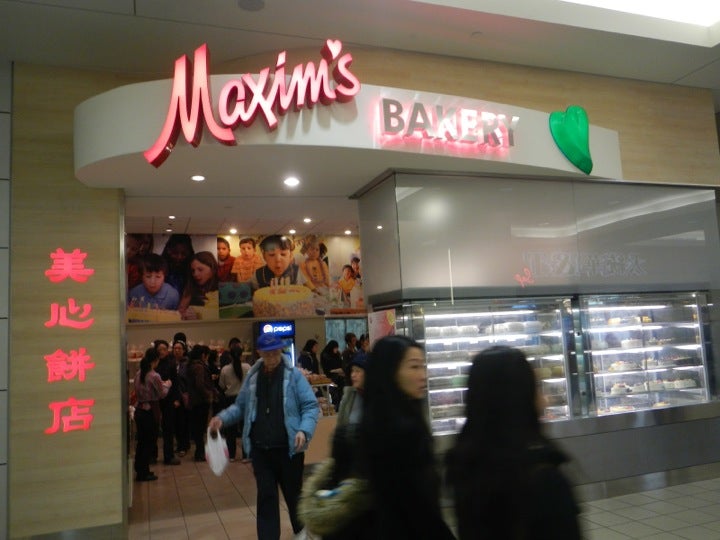 Maxim's
BAKERY
美心餅店
pepsi